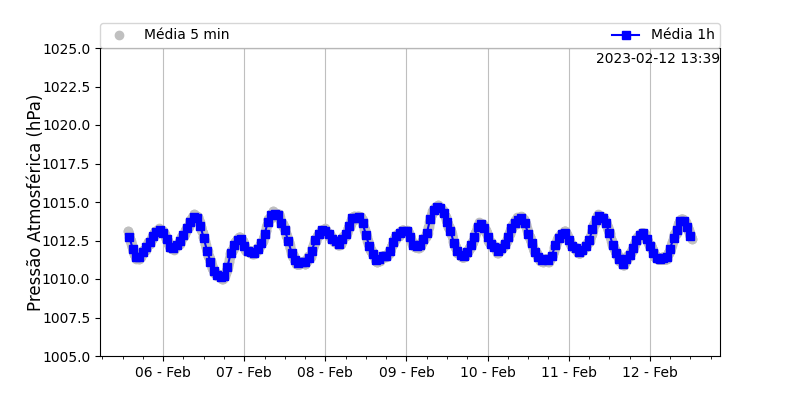 Média 5 min
Média 1h
2023-02-12 13:39
Pressão Atmosférica (hPa)
1025.0
1022.5
1020.0
1017.5
1015.0
1012.5
1010.0
1007.5
1005.0
06 - Feb
07 - Feb
08 - Feb
09 - Feb
10 - Feb
11 - Feb
12 - Feb